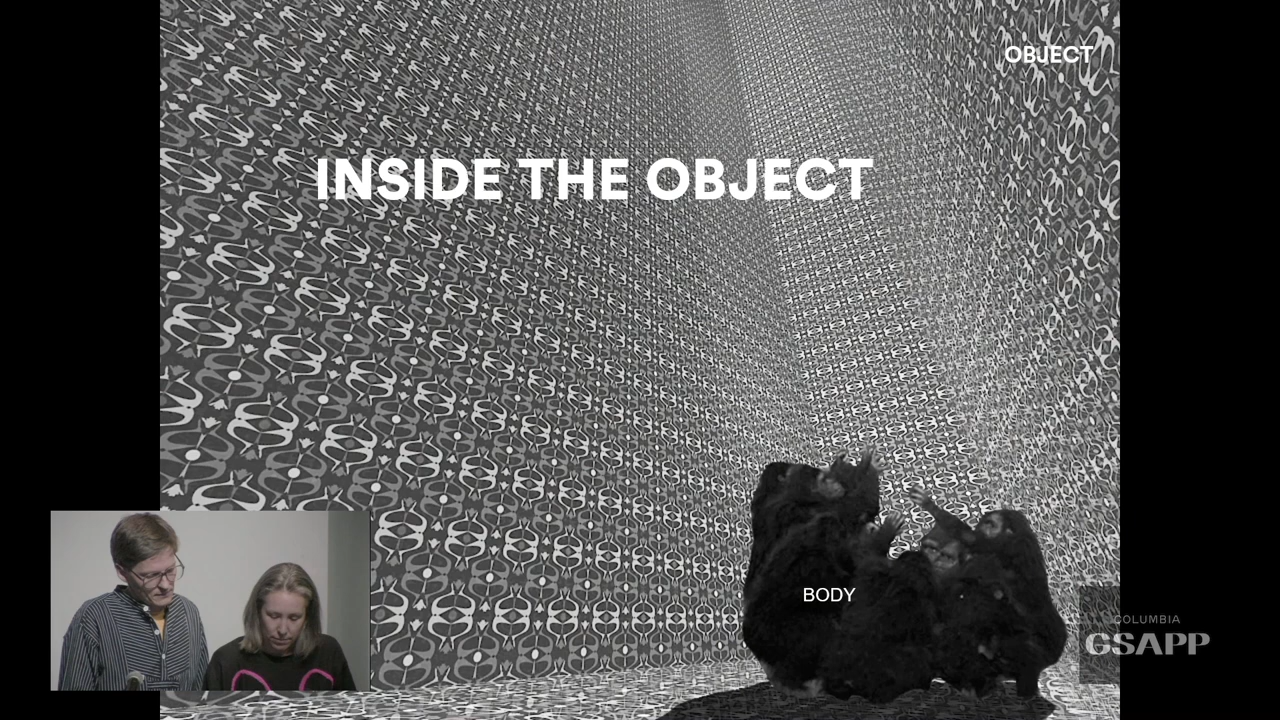 OBJECT
INSIDE THE OBJECT
BODY
COLUMBIA
GSAPP